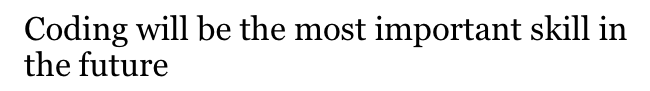 Coding will be the most important skill in
the future